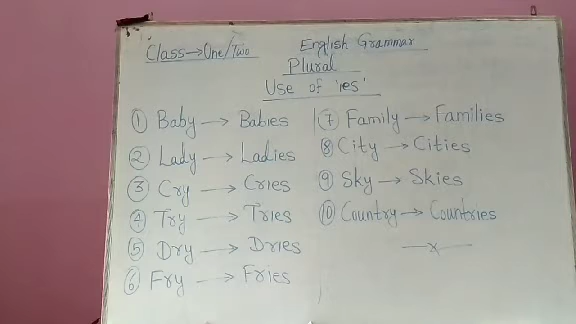 Class→One/Two
English Grammar
Plural
Use of 'ies'
① Baby → Babies
② Lady → Ladies
③ Cry → Cries
④ Try → Tries
⑤ Dry → Dries
⑥ Fry → Fries
⑦ Family → Families
⑧ City → Cities
⑨ Sky → Skies
⑩ Country → Countries
—x—